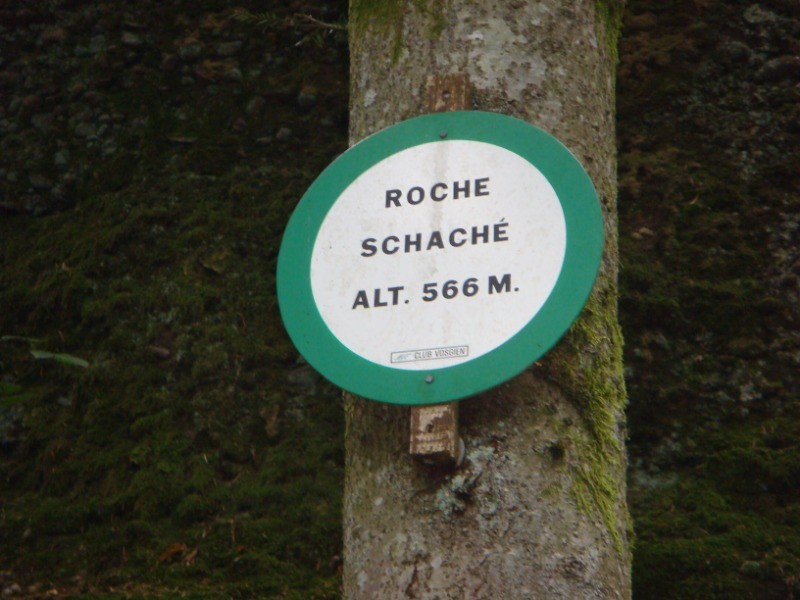 ROCHE
SCHACHÉ
ALT. 566 M.
CLUB VOSGIEN